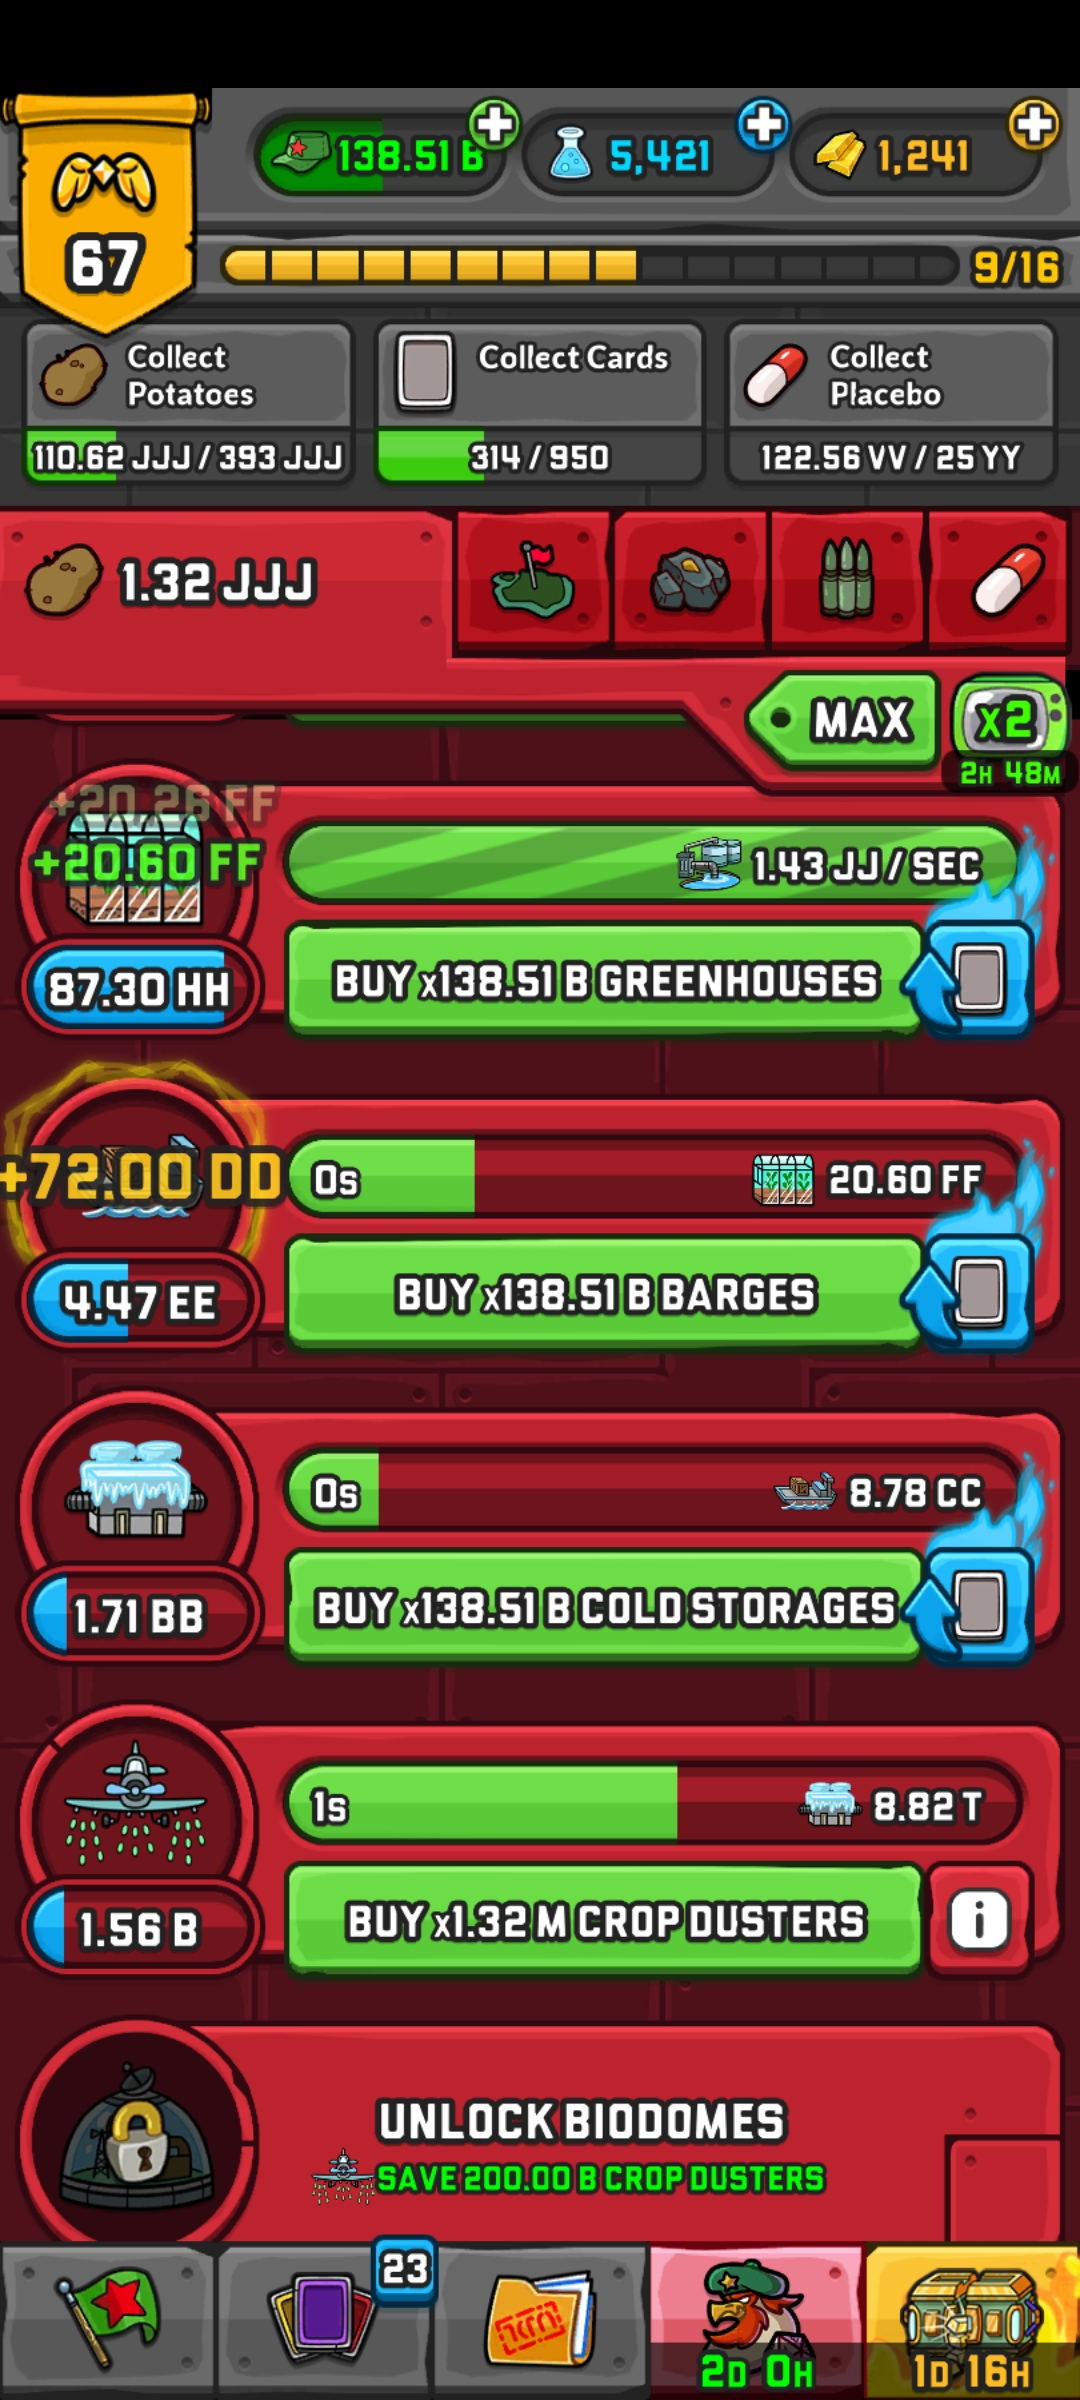 138.51 B
5,421
1,241
67
9/16
Collect
Potatoes
110.62 JJJ / 393 JJJ
Collect Cards
314 / 950
Collect
Placebo
122.56 VV / 25 YY
1.32 JJJ
MAX
x2
2H 48M
+20.26 FF
+20.60 FF
1.43 JJ / SEC
87.30 HH
BUY x138.51 B GREENHOUSES
+72.00 DD
0s
20.60 FF
4.47 EE
BUY x138.51 B BARGES
0s
8.78 CC
1.71 BB
BUY x138.51 B COLD STORAGES
1s
8.82 T
1.56 B
BUY x1.32 M CROP DUSTERS
i
UNLOCK BIODOMES
SAVE 200.00 B CROP DUSTERS
23
2D 0H
1D 16H